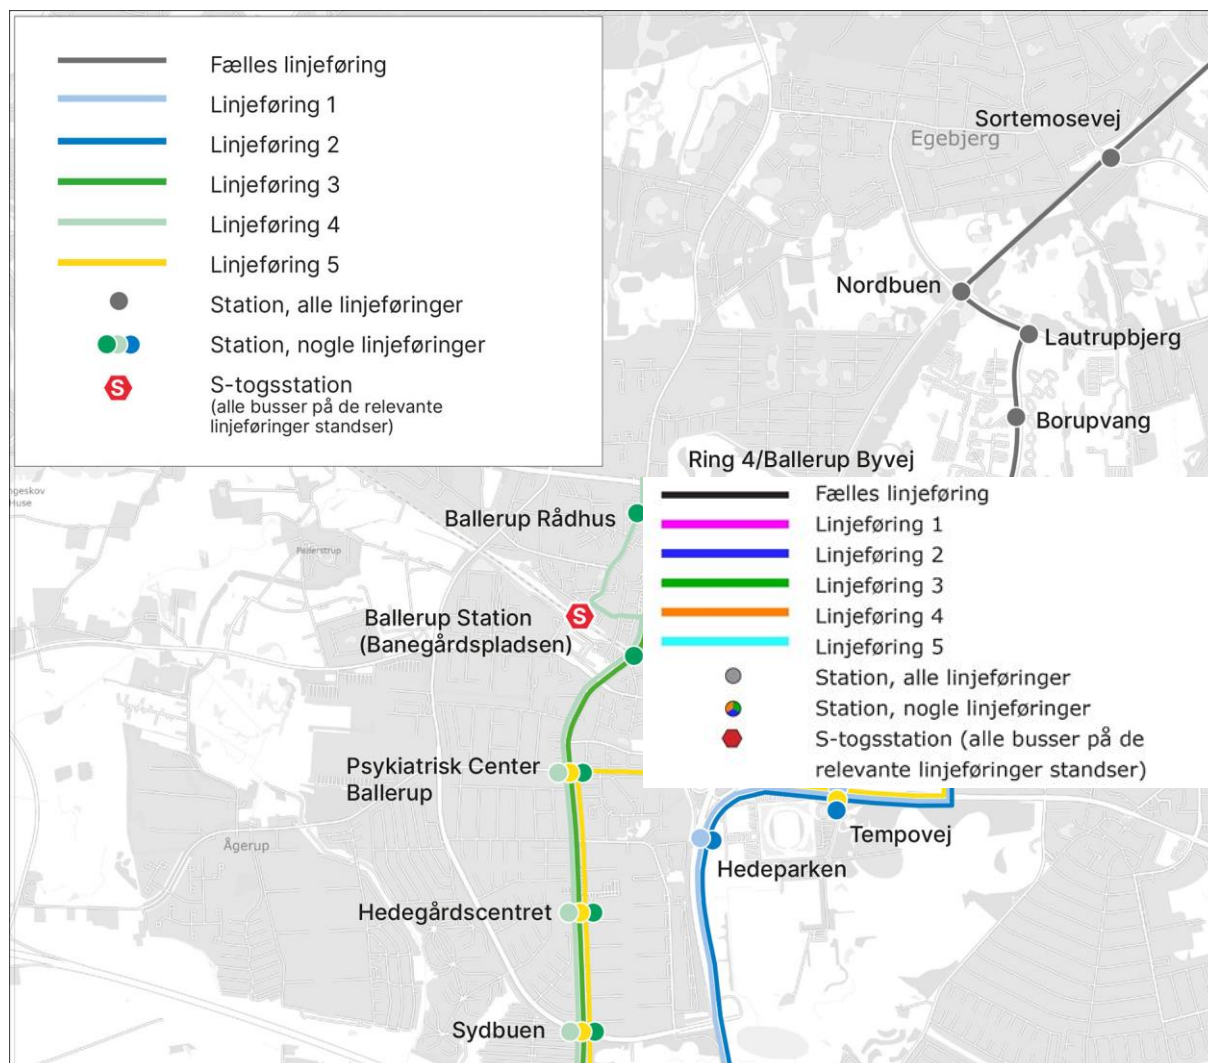 Fælles linjeføring
Linjeføring 1
Linjeføring 2
Linjeføring 3
Linjeføring 4
Linjeføring 5
Station, alle linjeføringer
Station, nogle linjeføringer
S
S-togsstation
(alle busser på de relevante
linjeføringer standser)
Sortemosevej
Egebjerg
Nordbuen
Lautrupbjerg
Borupvang
Ring 4/Ballerup Byvej
Huse
Pederstrup
Ballerup Rådhus
S
Ballerup Station
(Banegårdspladsen)
Psykiatrisk Center
Ballerup
Ågerup
Hedegårdscentret
Sydbuen
Fælles linjeføring
Linjeføring 1
Linjeføring 2
Linjeføring 3
Linjeføring 4
Linjeføring 5
Station, alle linjeføringer
Station, nogle linjeføringer
S-togsstation (alle busser på de
relevante linjeføringer standser)
Tempovej
Hedeparken